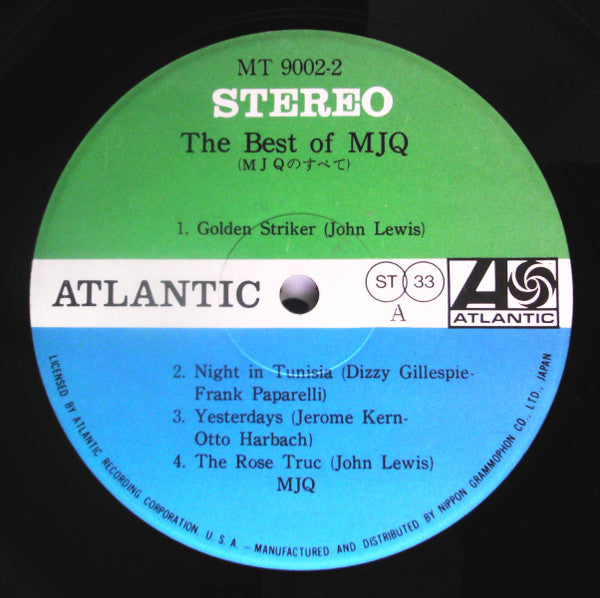 MT 9002-2
STEREO
The Best of MJQ
(MJQのすべて)
1. Golden Striker (John Lewis)
ATLANTIC
ST 33
A
ATLANTIC
2. Night in Tunisia (Dizzy Gillespie·
Frank Paparelli)
3. Yesterdays (Jerome Kern-
Otto Harbach)
4. The Rose Truc (John Lewis)
MJQ
LICENSED BY ATLANTIC RECORDING CORPORATION, U. S. A. — MANUFACTURED AND DISTRIBUTED BY NIPPON GRAMMOPHON CO., LTD., JAPAN